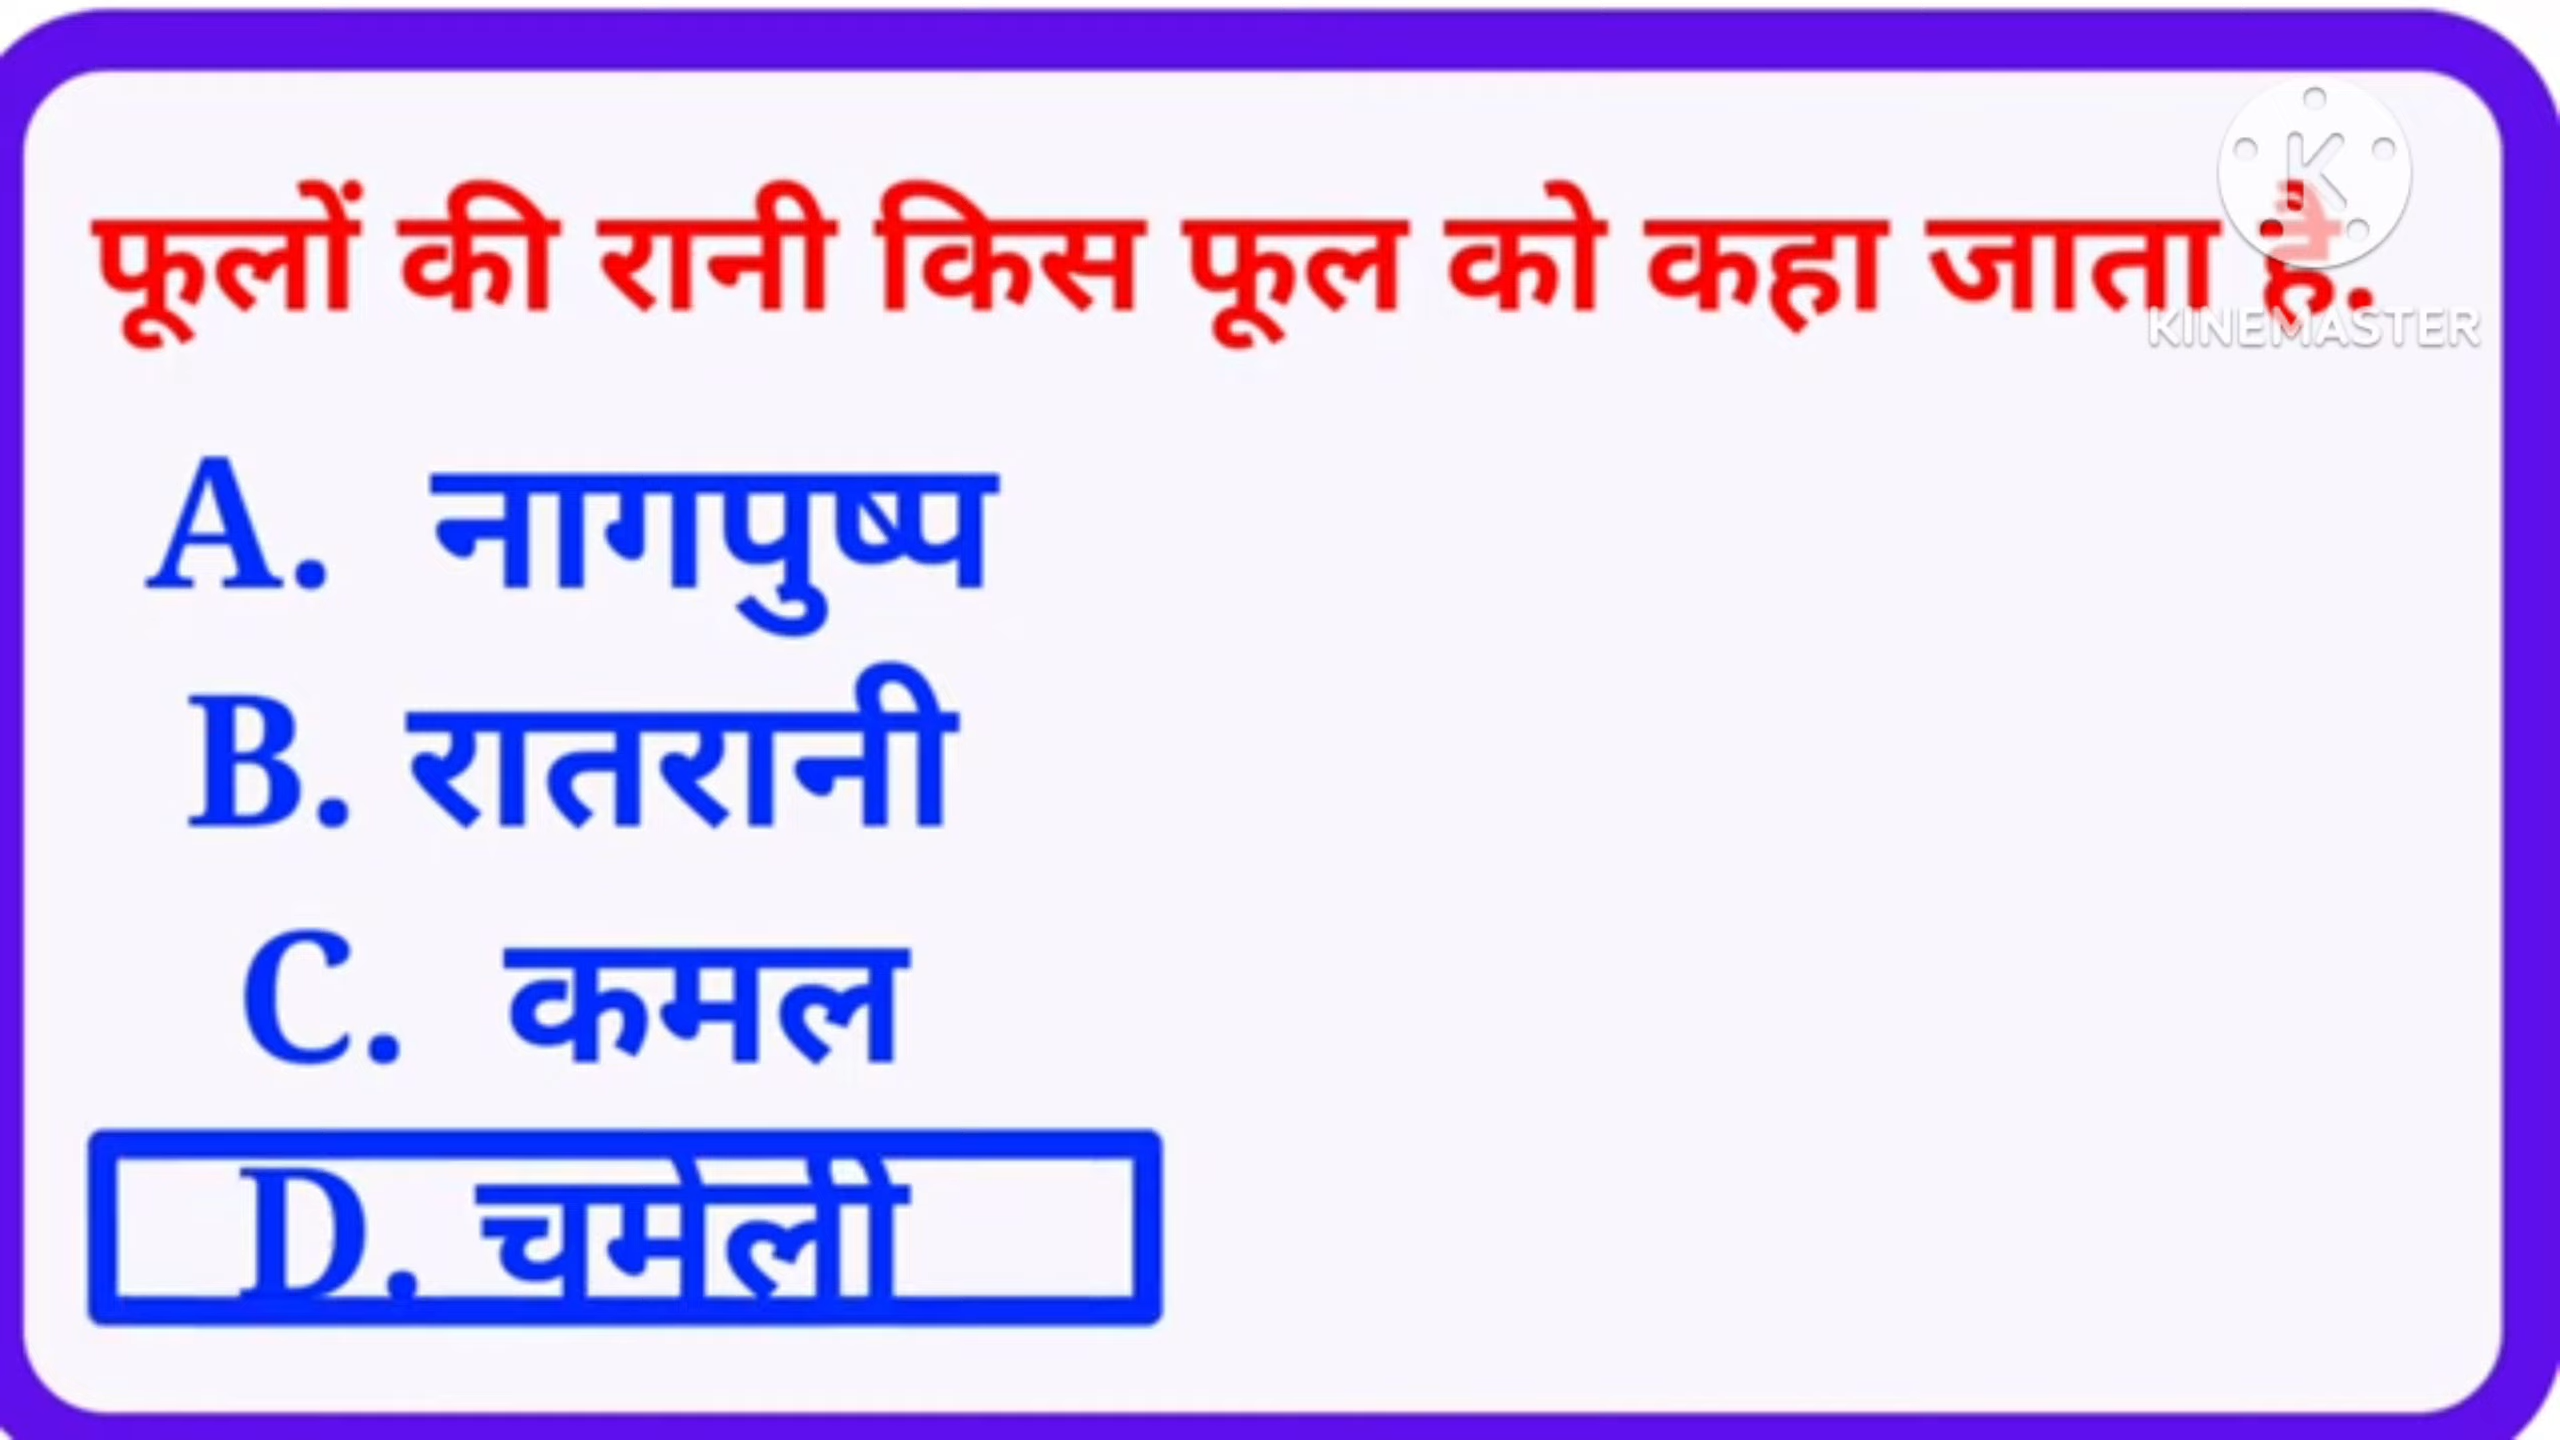 फूलों की रानी किस फूल को कहा जाता है.
KINEMASTER
A. नागपुष्प
B. रातरानी
C. कमल
D. चमेली